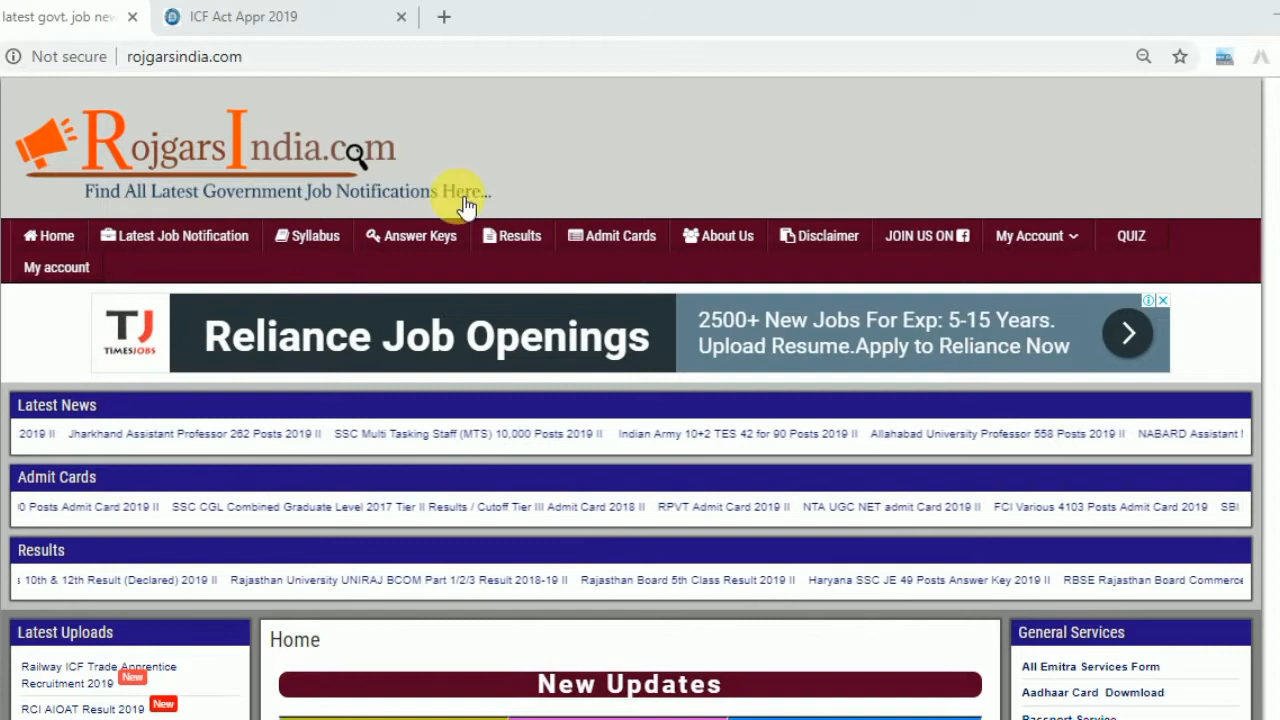 latest govt. job new
ICF Act Appr 2019
Not secure rojgarsindia.com
RojgarsIndia.com
Find All Latest Government Job Notifications Here...
Home Latest Job Notification Syllabus Answer Keys Results Admit Cards About Us Disclaimer JOIN US ON My Account QUIZ
My account
TJ
TIMESJOBS
Reliance Job Openings
2500+ New Jobs For Exp: 5-15 Years.
Upload Resume.Apply to Reliance Now
Latest News
2019 II Jharkhand Assistant Professor 262 Posts 2019 II SSC Multi Tasking Staff (MTS) 10,000 Posts 2019 II Indian Army 10+2 TES 42 for 90 Posts 2019 II Allahabad University Professor 558 Posts 2019 II NABARD Assistant
Admit Cards
Posts Admit Card 2019 II SSC CGL Combined Graduate Level 2017 Tier II Results / Cutoff Tier III Admit Card 2018 II RPVT Admit Card 2019 II NTA UGC NET admit Card 2019 II FCI Various 4103 Posts Admit Card 2019 SBI
Results
10th & 12th Result (Declared) 2019 II Rajasthan University UNIRAJ BCOM Part 1/2/3 Result 2018-19 II Rajasthan Board 5th Class Result 2019 II Haryana SSC JE 49 Posts Answer Key 2019 II RBSE Rajasthan Board Commerce
Latest Uploads
Railway ICF Trade Apprentice
Recruitment 2019 New
RCI AIOAT Result 2019 New
Home
New Updates
General Services
All Emitra Services Form
Aadhaar Card Download
Passport Service